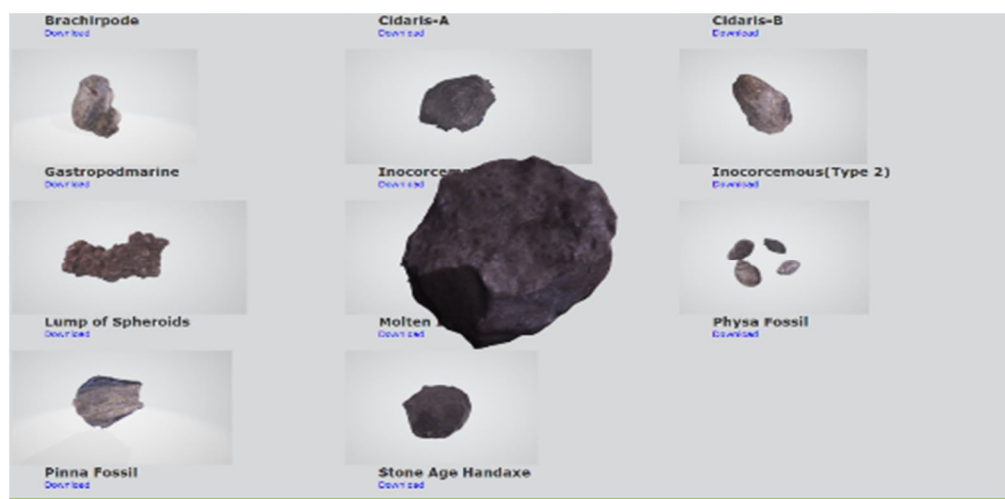 Brachirpode
Download
Cidaris-A
Download
Cidaris-B
Download
Gastropodmarine
Download
Download
Inocorcemous(Type 2)
Download
Lump of Spheroids
Download
Molten
Download
Physa Fossil
Download
Pinna Fossil
Download
Stone Age Handaxe
Download